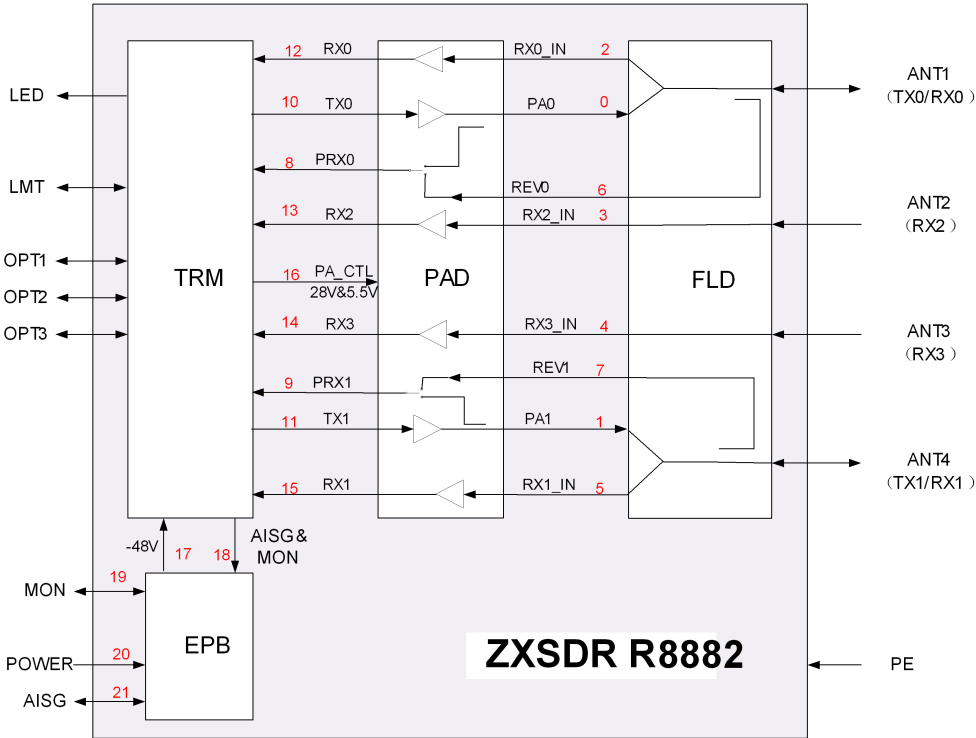 12 RX0 RX0_IN 2
ANT1
(TX0/RX0)
LED
10 TX0 PA0 0
8 PRX0
REV0 6
LMT
13 RX2 RX2_IN 3
ANT2
(RX2)
OPT1
TRM
16 PA_CTL
28V&5.5V
PAD
FLD
OPT2
OPT3
14 RX3 RX3_IN 4
ANT3
(RX3)
REV1 7
9 PRX1
11 TX1 PA1 1
ANT4
(TX1/RX1)
15 RX1 RX1_IN 5
-48V 17 18 AISG&
MON
MON 19
EPB
ZXSDR R8882
POWER 20
PE
AISG 21